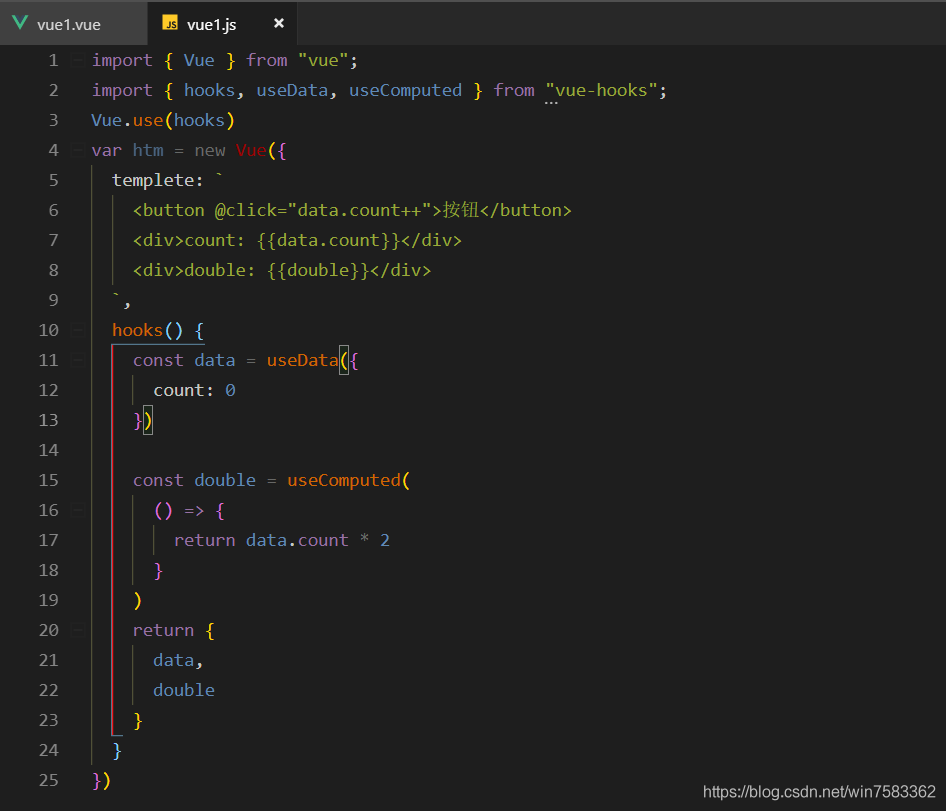 vue1.vue
JS vue1.js ×
1 import { Vue } from "vue";
2 import { hooks, useData, useComputed } from "vue-hooks";
3 Vue.use(hooks)
4 var htm = new Vue({
5   templete: `
6     <button @click="data.count++">按钮</button>
7     <div>count: {{data.count}}</div>
8     <div>double: {{double}}</div>
9   `,
10   hooks() {
11     const data = useData({
12       count: 0
13     })
14
15     const double = useComputed(
16       () => {
17         return data.count * 2
18       }
19     )
20     return {
21       data,
22       double
23     }
24   }
25 })
https://blog.csdn.net/win7583362